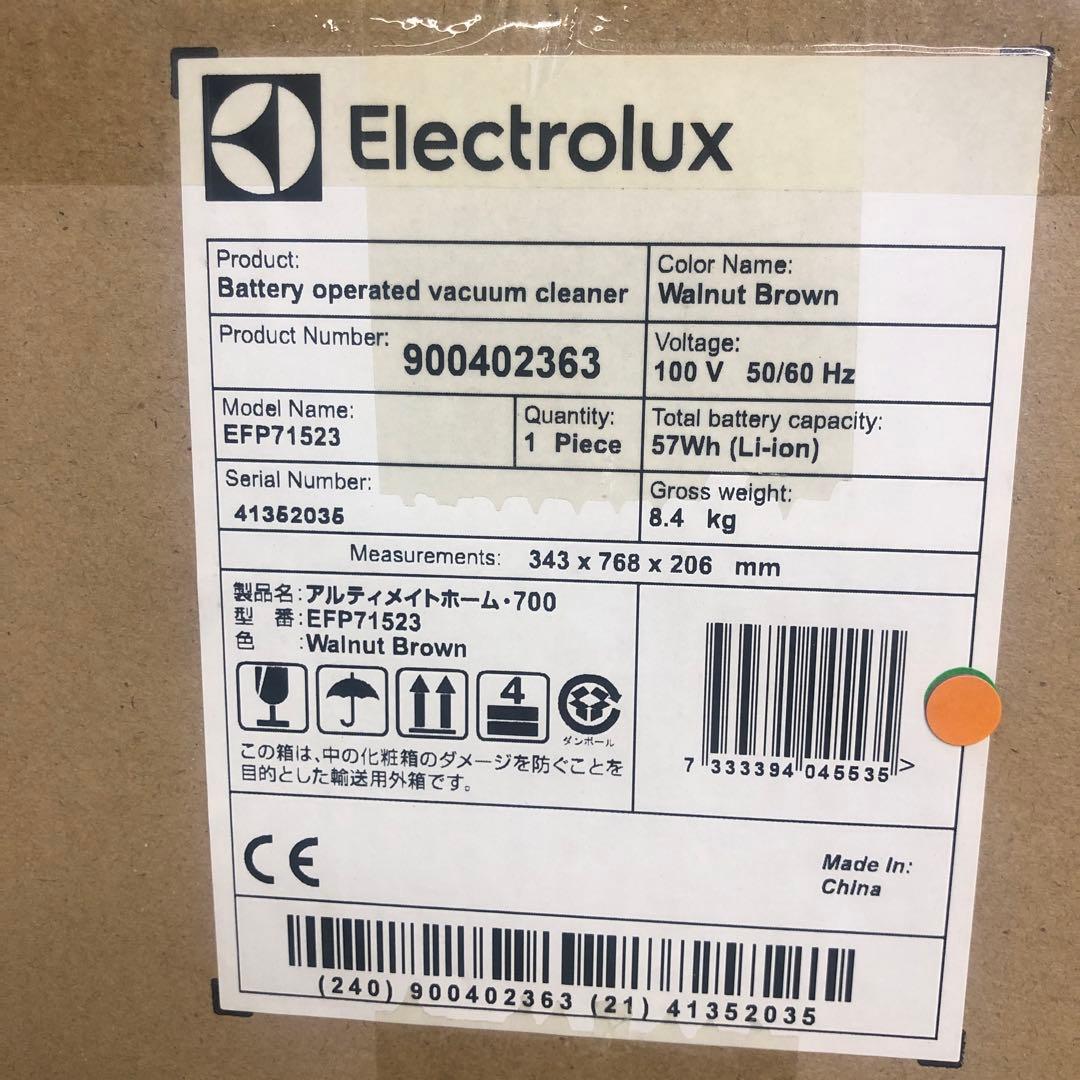 Electrolux
Product:
Battery operated vacuum cleaner
Color Name:
Walnut Brown
Product Number:
900402363
Voltage:
100 V 50/60 Hz
Model Name:
EFP71523
Quantity:
1 Piece
Total battery capacity:
57Wh (Li-ion)
Serial Number:
41352035
Gross weight:
8.4 kg
Measurements: 343 x 768 x 206 mm
製品名:アルティメイトホーム・700
型 番:EFP71523
色 :Walnut Brown
4
ダンボール
この箱は、中の化粧箱のダメージを防ぐことを
目的とした輸送用外箱です。
7 333394 045535 >
CE
Made In:
China
(240) 900402363 (21) 41352035